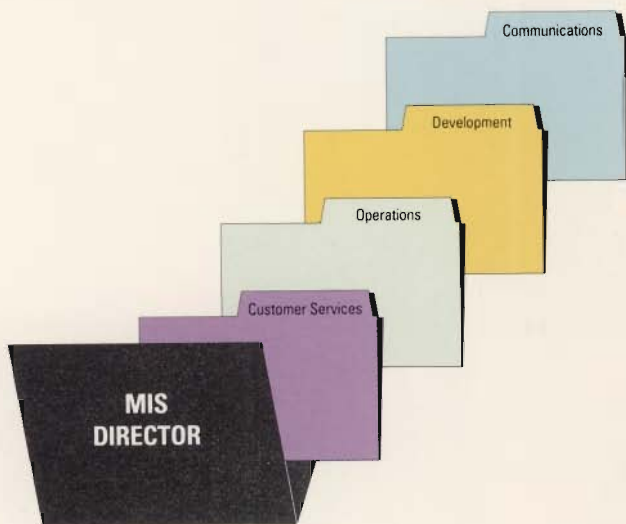 Communications
Development
Operations
Customer Services
MIS
DIRECTOR